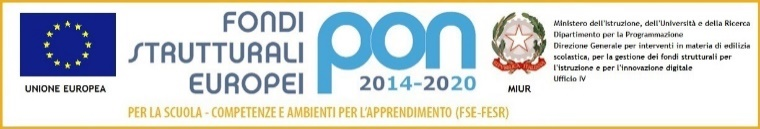 UNIONE EUROPEA
FONDI
STRUTTURALI
EUROPEI
pon
2014-2020
MIUR
Ministero dell'Istruzione, dell'Università e della Ricerca
Dipartimento per la Programmazione
Direzione Generale per interventi in materia di edilizia
scolastica, per la gestione dei fondi strutturali per
l'istruzione e per l'innovazione digitale
Ufficio IV
PER LA SCUOLA - COMPETENZE E AMBIENTI PER L'APPRENDIMENTO (FSE-FESR)